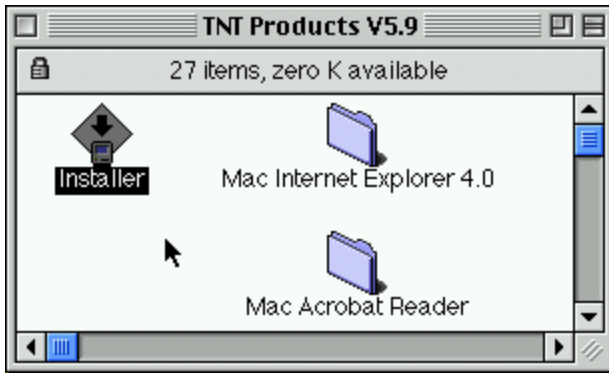 TNT Products V5.9
27 items, zero K available
Installer
Mac Internet Explorer 4.0
Mac Acrobat Reader